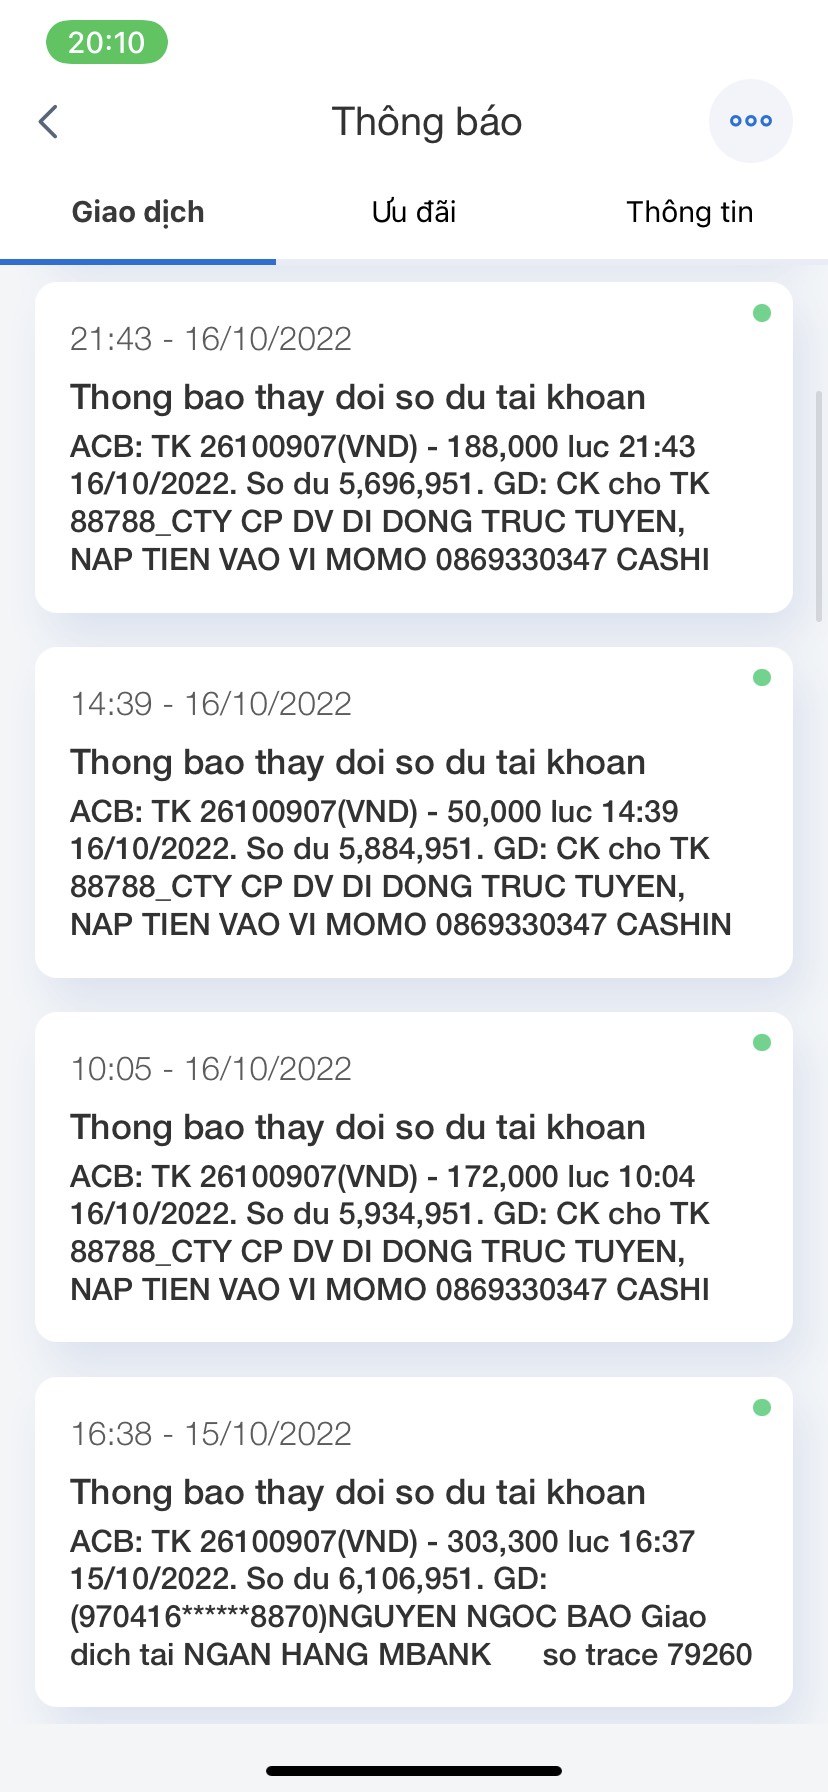 20:10
Thông báo
Giao dịch
Ưu đãi
Thông tin
21:43 - 16/10/2022
Thong bao thay doi so du tai khoan
ACB: TK 26100907(VND) - 188,000 luc 21:43
16/10/2022. So du 5,696,951. GD: CK cho TK
88788_CTY CP DV DI DONG TRUC TUYEN,
NAP TIEN VAO VI MOMO 0869330347 CASHI
14:39 - 16/10/2022
Thong bao thay doi so du tai khoan
ACB: TK 26100907(VND) - 50,000 luc 14:39
16/10/2022. So du 5,884,951. GD: CK cho TK
88788_CTY CP DV DI DONG TRUC TUYEN,
NAP TIEN VAO VI MOMO 0869330347 CASHIN
10:05 - 16/10/2022
Thong bao thay doi so du tai khoan
ACB: TK 26100907(VND) - 172,000 luc 10:04
16/10/2022. So du 5,934,951. GD: CK cho TK
88788_CTY CP DV DI DONG TRUC TUYEN,
NAP TIEN VAO VI MOMO 0869330347 CASHI
16:38 - 15/10/2022
Thong bao thay doi so du tai khoan
ACB: TK 26100907(VND) - 303,300 luc 16:37
15/10/2022. So du 6,106,951. GD:
(970416******8870)NGUYEN NGOC BAO Giao
dich tai NGAN HANG MBANK so trace 79260